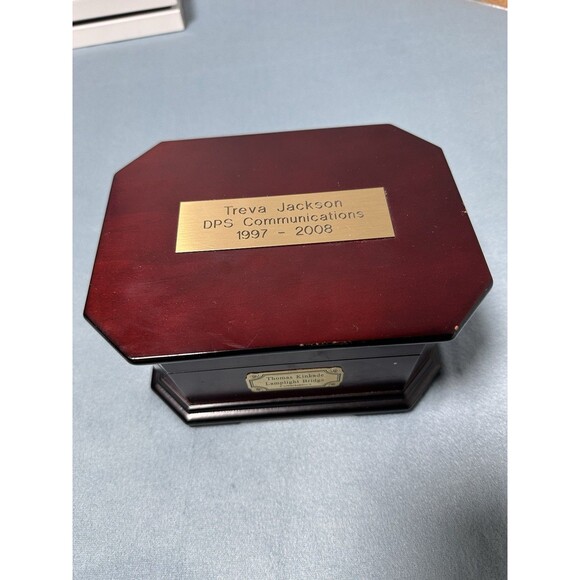 Treva Jackson
DPS Communications
1997 - 2008
Thomas Kinkade
Lamplight Bridge